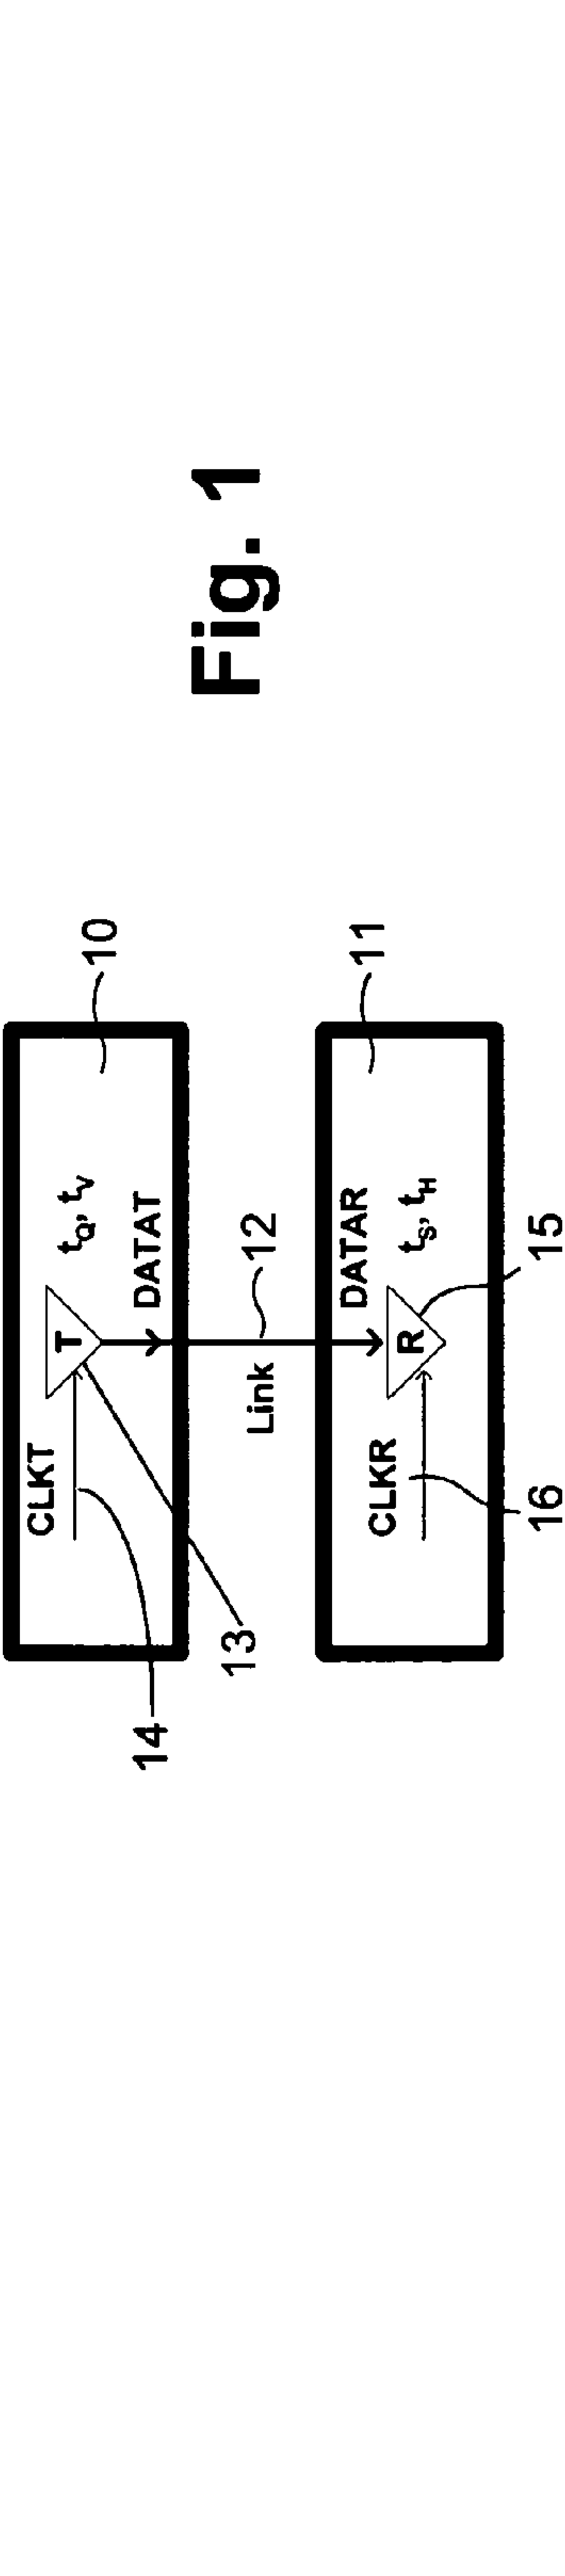 10
CLKT
T
tQ, tV
DATAT
14
13
Link
12
11
DATAR
CLKR
R
tS, tH
16
15
Fig. 1